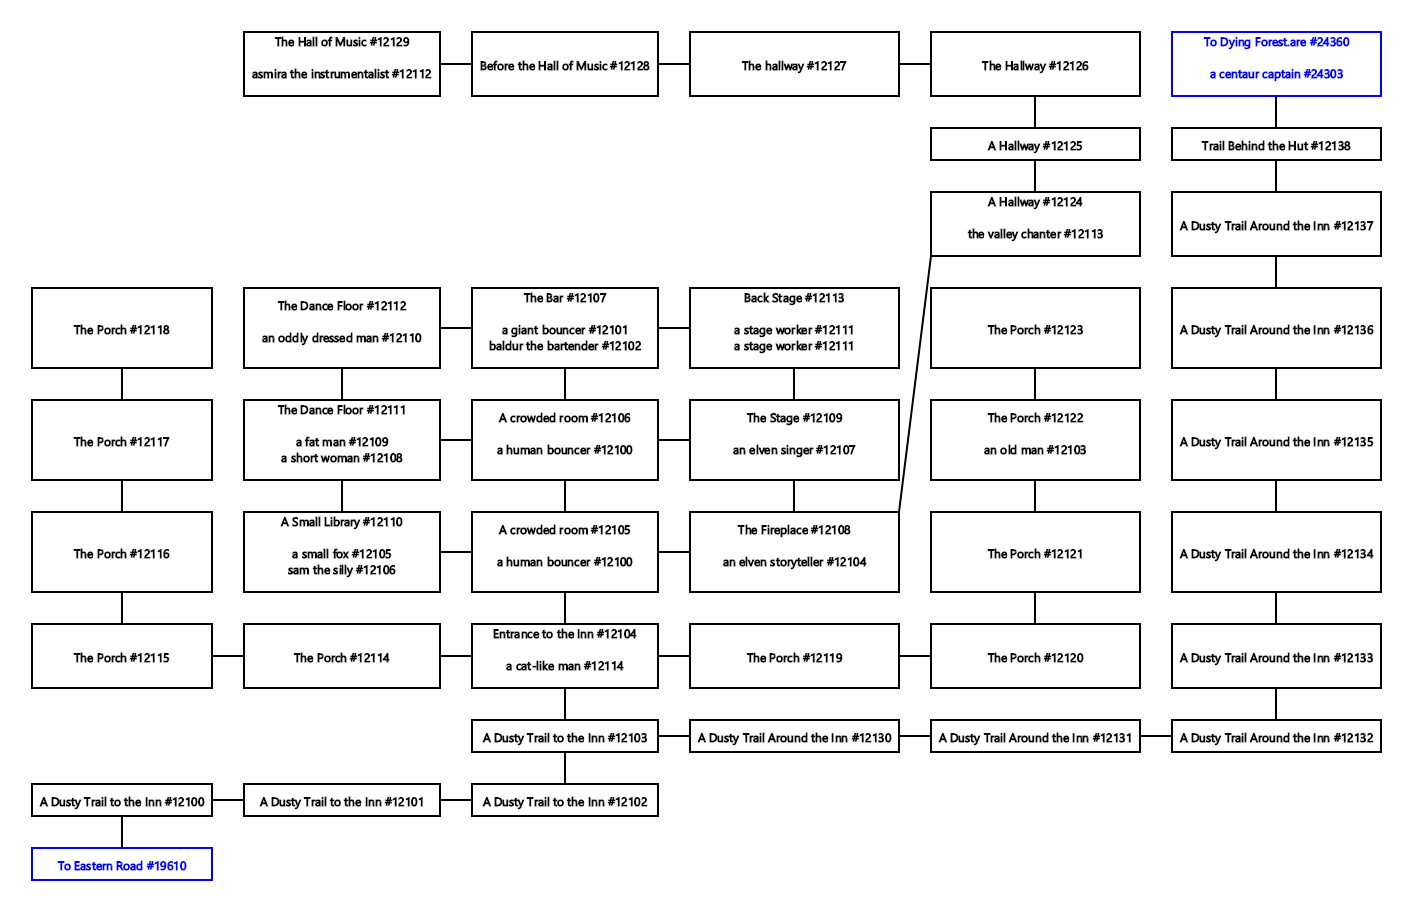 The Hall of Music #12129
asmira the instrumentalist #12112
Before the Hall of Music #12128
The hallway #12127
The Hallway #12126
To Dying Forest.are #24360
a centaur captain #24303
A Hallway #12125
Trail Behind the Hut #12138
A Hallway #12124
the valley chanter #12113
A Dusty Trail Around the Inn #12137
The Porch #12118
The Dance Floor #12112
an oddly dressed man #12110
The Bar #12107
a giant bouncer #12101
baldur the bartender #12102
Back Stage #12113
a stage worker #12111
a stage worker #12111
The Porch #12123
A Dusty Trail Around the Inn #12136
The Porch #12117
The Dance Floor #12111
a fat man #12109
a short woman #12108
A crowded room #12106
a human bouncer #12100
The Stage #12109
an elven singer #12107
The Porch #12122
an old man #12103
A Dusty Trail Around the Inn #12135
The Porch #12116
A Small Library #12110
a small fox #12105
sam the silly #12106
A crowded room #12105
a human bouncer #12100
The Fireplace #12108
an elven storyteller #12104
The Porch #12121
A Dusty Trail Around the Inn #12134
The Porch #12115
The Porch #12114
Entrance to the Inn #12104
a cat-like man #12114
The Porch #12119
The Porch #12120
A Dusty Trail Around the Inn #12133
A Dusty Trail to the Inn #12103
A Dusty Trail Around the Inn #12130
A Dusty Trail Around the Inn #12131
A Dusty Trail Around the Inn #12132
A Dusty Trail to the Inn #12100
A Dusty Trail to the Inn #12101
A Dusty Trail to the Inn #12102
To Eastern Road #19610